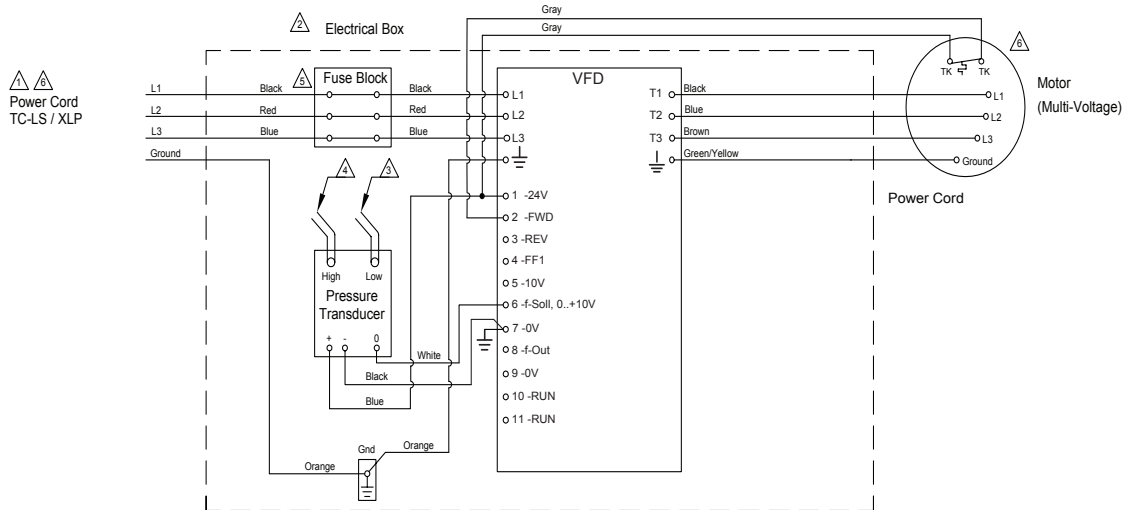 Gray
Gray
2
Electrical Box
6
1 6
Power Cord
TC-LS / XLP
5
Fuse Block
VFD
TK TK
Motor
(Multi-Voltage)
L1 Black Black L1 T1 Black L1
L2 Red Red L2 T2 Blue L2
L3 Blue Blue L3 T3 Brown L3
Ground Green/Yellow Ground
4 3
Power Cord
1 -24V
2 -FWD
3 -REV
4 -FF1
5 -10V
6 -f-Soll, 0..+10V
7 -0V
8 -f-Out
9 -0V
10 -RUN
11 -RUN
High Low
Pressure
Transducer
+ - 0
White
Black
Blue
Gnd
Orange
Orange